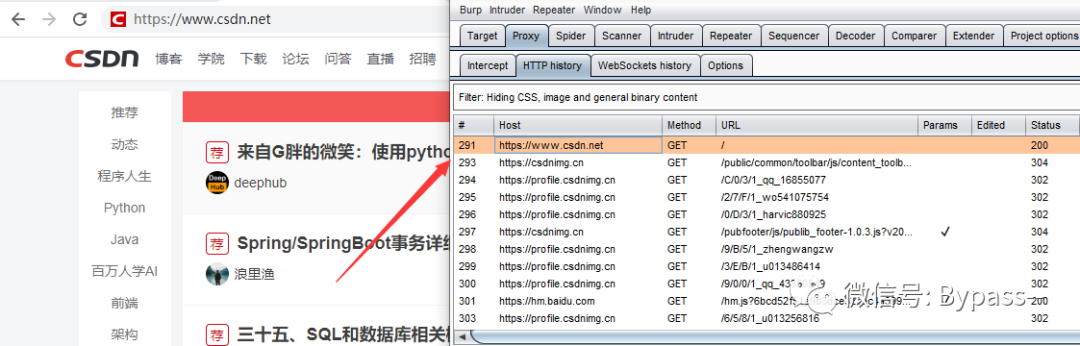 https://www.csdn.net
CSDN 博客 学院 下载 论坛 问答 直播 招聘
推荐
动态
程序人生
Python
Java
百万人学AI
前端
架构
荐 来自G胖的微笑：使用pytho
Deep Hub deephub
荐 Spring/SpringBoot事务详细
浪里渔
荐 三十五、SQL和数据库相关
Burp Intruder Repeater Window Help
Target Proxy Spider Scanner Intruder Repeater Sequencer Decoder Comparer Extender Project options
Intercept HTTP history WebSockets history Options
Filter: Hiding CSS, image and general binary content
# Host Method URL Params Edited Status
291 https://www.csdn.net GET / 200
293 https://csdnimg.cn GET /public/common/toolbar/js/content_toolb... 304
294 https://profile.csdnimg.cn GET /C/0/3/1_qq_16855077 302
295 https://profile.csdnimg.cn GET /2/7/F/1_wo541075754 302
296 https://profile.csdnimg.cn GET /0/D/3/1_harvic880925 302
297 https://csdnimg.cn GET /pubfooter/js/publib_footer-1.0.3.js?v20... ✓ 304
298 https://profile.csdnimg.cn GET /9/B/5/1_zhengwangzw 302
299 https://profile.csdnimg.cn GET /3/E/B/1_u013486414 302
300 https://profile.csdnimg.cn GET 302
301 https://hm.baidu.com GET 200
303 https://profile.csdnimg.cn GET /6/5/8/1_u013256816 302
微信号: Bypass--